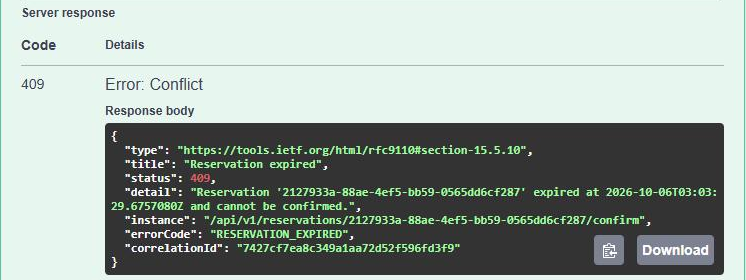 Server response
Code Details
409 Error: Conflict
Response body
{
"type": "https://tools.ietf.org/html/rfc9110#section-15.5.10",
"title": "Reservation expired",
"status": 409,
"detail": "Reservation '2127933a-88ae-4ef5-bb59-0565dd6cf287' expired at 2026-10-06T03:03:
29.6757080Z and cannot be confirmed.",
"instance": "/api/v1/reservations/2127933a-88ae-4ef5-bb59-0565dd6cf287/confirm",
"errorCode": "RESERVATION_EXPIRED",
"correlationId": "7427cf7ea8c349a1aa72d52f596fd3f9"
}
Download